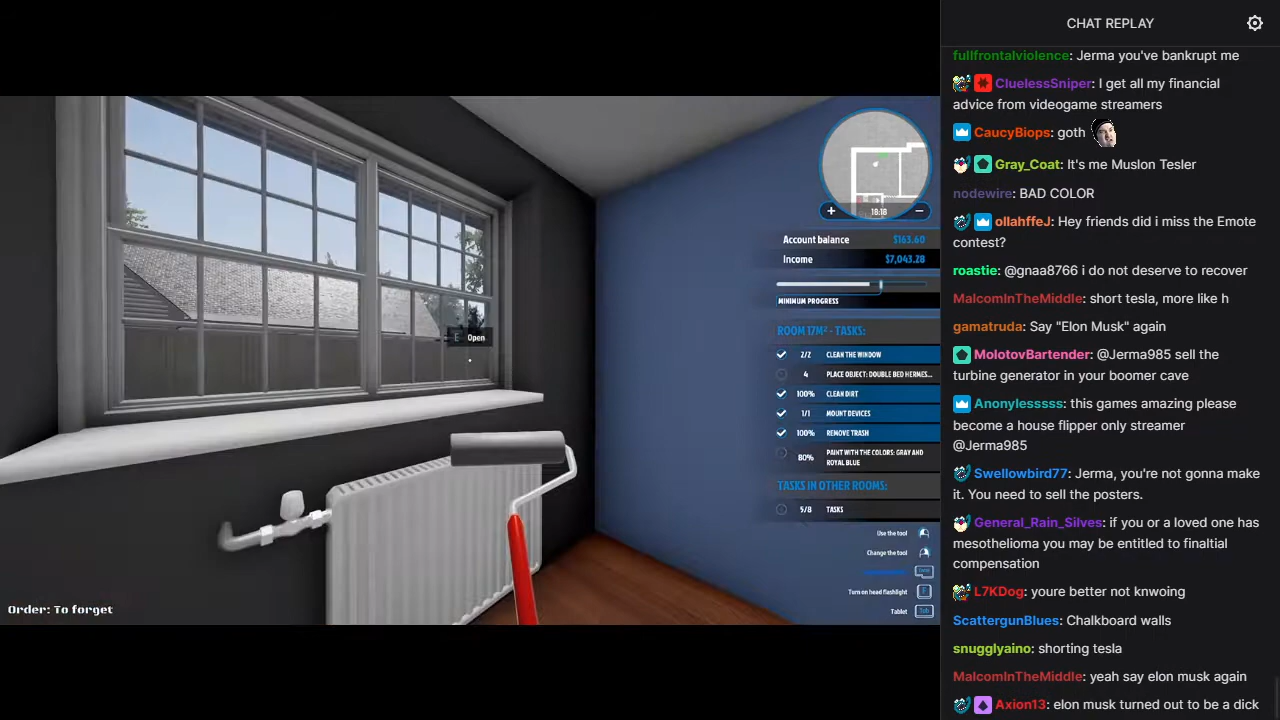 CHAT REPLAY
fullfrontalviolence: Jerma you've bankrupt me
CluelessSniper: I get all my financial
advice from videogame streamers
CaucyBiops: goth
Gray_Coat: It's me Muslon Tesler
nodewire: BAD COLOR
ollahffeJ: Hey friends did i miss the Emote
contest?
roastie: @gnaa8766 i do not deserve to recover
MalcomInTheMiddle: short tesla, more like h
gamatruda: Say "Elon Musk" again
MolotovBartender: @Jerma985 sell the
turbine generator in your boomer cave
Anonylesssss: this games amazing please
become a house flipper only streamer
@Jerma985
Swellowbird77: Jerma, you're not gonna make
it. You need to sell the posters.
General_Rain_Silves: if you or a loved one has
mesothelioma you may be entitled to finaltial
compensation
L7KDog: youre better not knwoing
ScattergunBlues: Chalkboard walls
snugglyaino: shorting tesla
MalcomInTheMiddle: yeah say elon musk again
Axion13: elon musk turned out to be a dick
+ 18:18 −
Account balance $163.60
Income $7,043.28
MINIMUM PROGRESS
ROOM 17M² - TASKS:
2/2 CLEAN THE WINDOW
4 PLACE OBJECT: DOUBLE BED HERMES...
100% CLEAN DIRT
1/1 MOUNT DEVICES
100% REMOVE TRASH
80% PAINT WITH THE COLORS: GRAY AND
ROYAL BLUE
TASKS IN OTHER ROOMS:
5/8 TASKS
Use the tool
Change the tool
Turn on head flashlight
Tablet Tab
E Open
Order: To forget